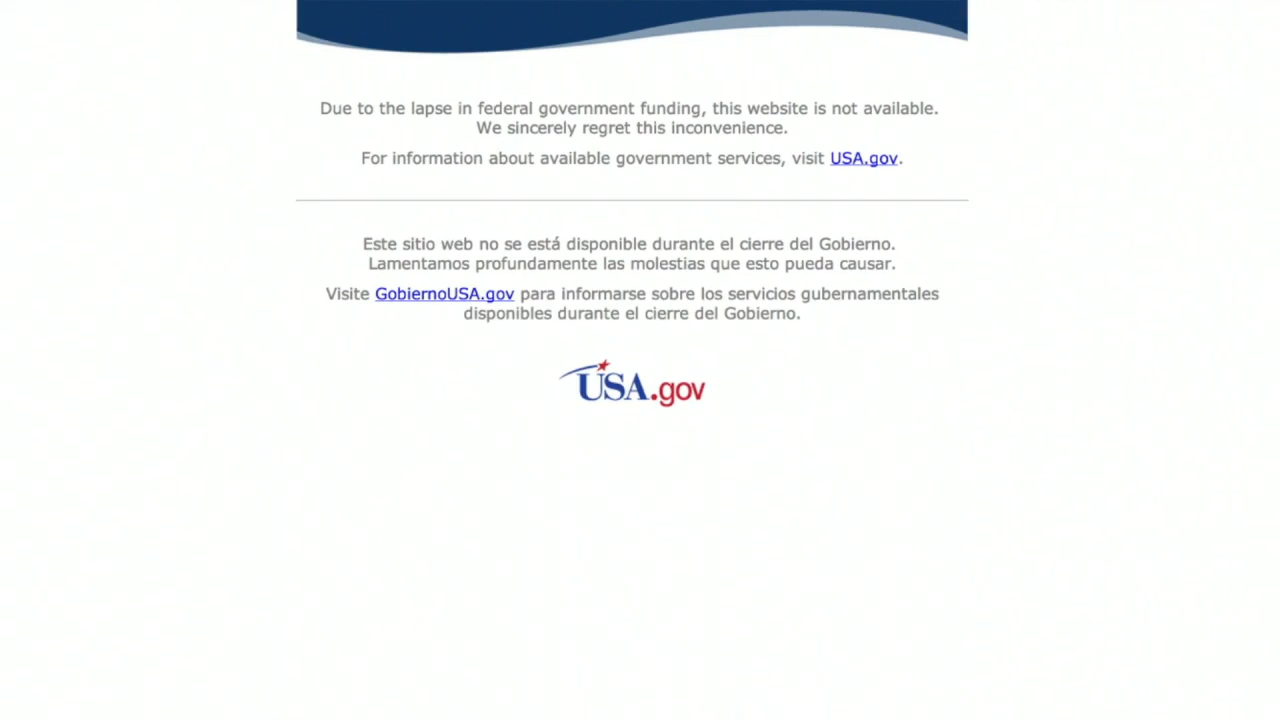 Due to the lapse in federal government funding, this website is not available.
We sincerely regret this inconvenience.
For information about available government services, visit USA.gov.
Este sitio web no se está disponible durante el cierre del Gobierno.
Lamentamos profundamente las molestias que esto pueda causar.
Visite GobiernoUSA.gov para informarse sobre los servicios gubernamentales
disponibles durante el cierre del Gobierno.
USA.gov